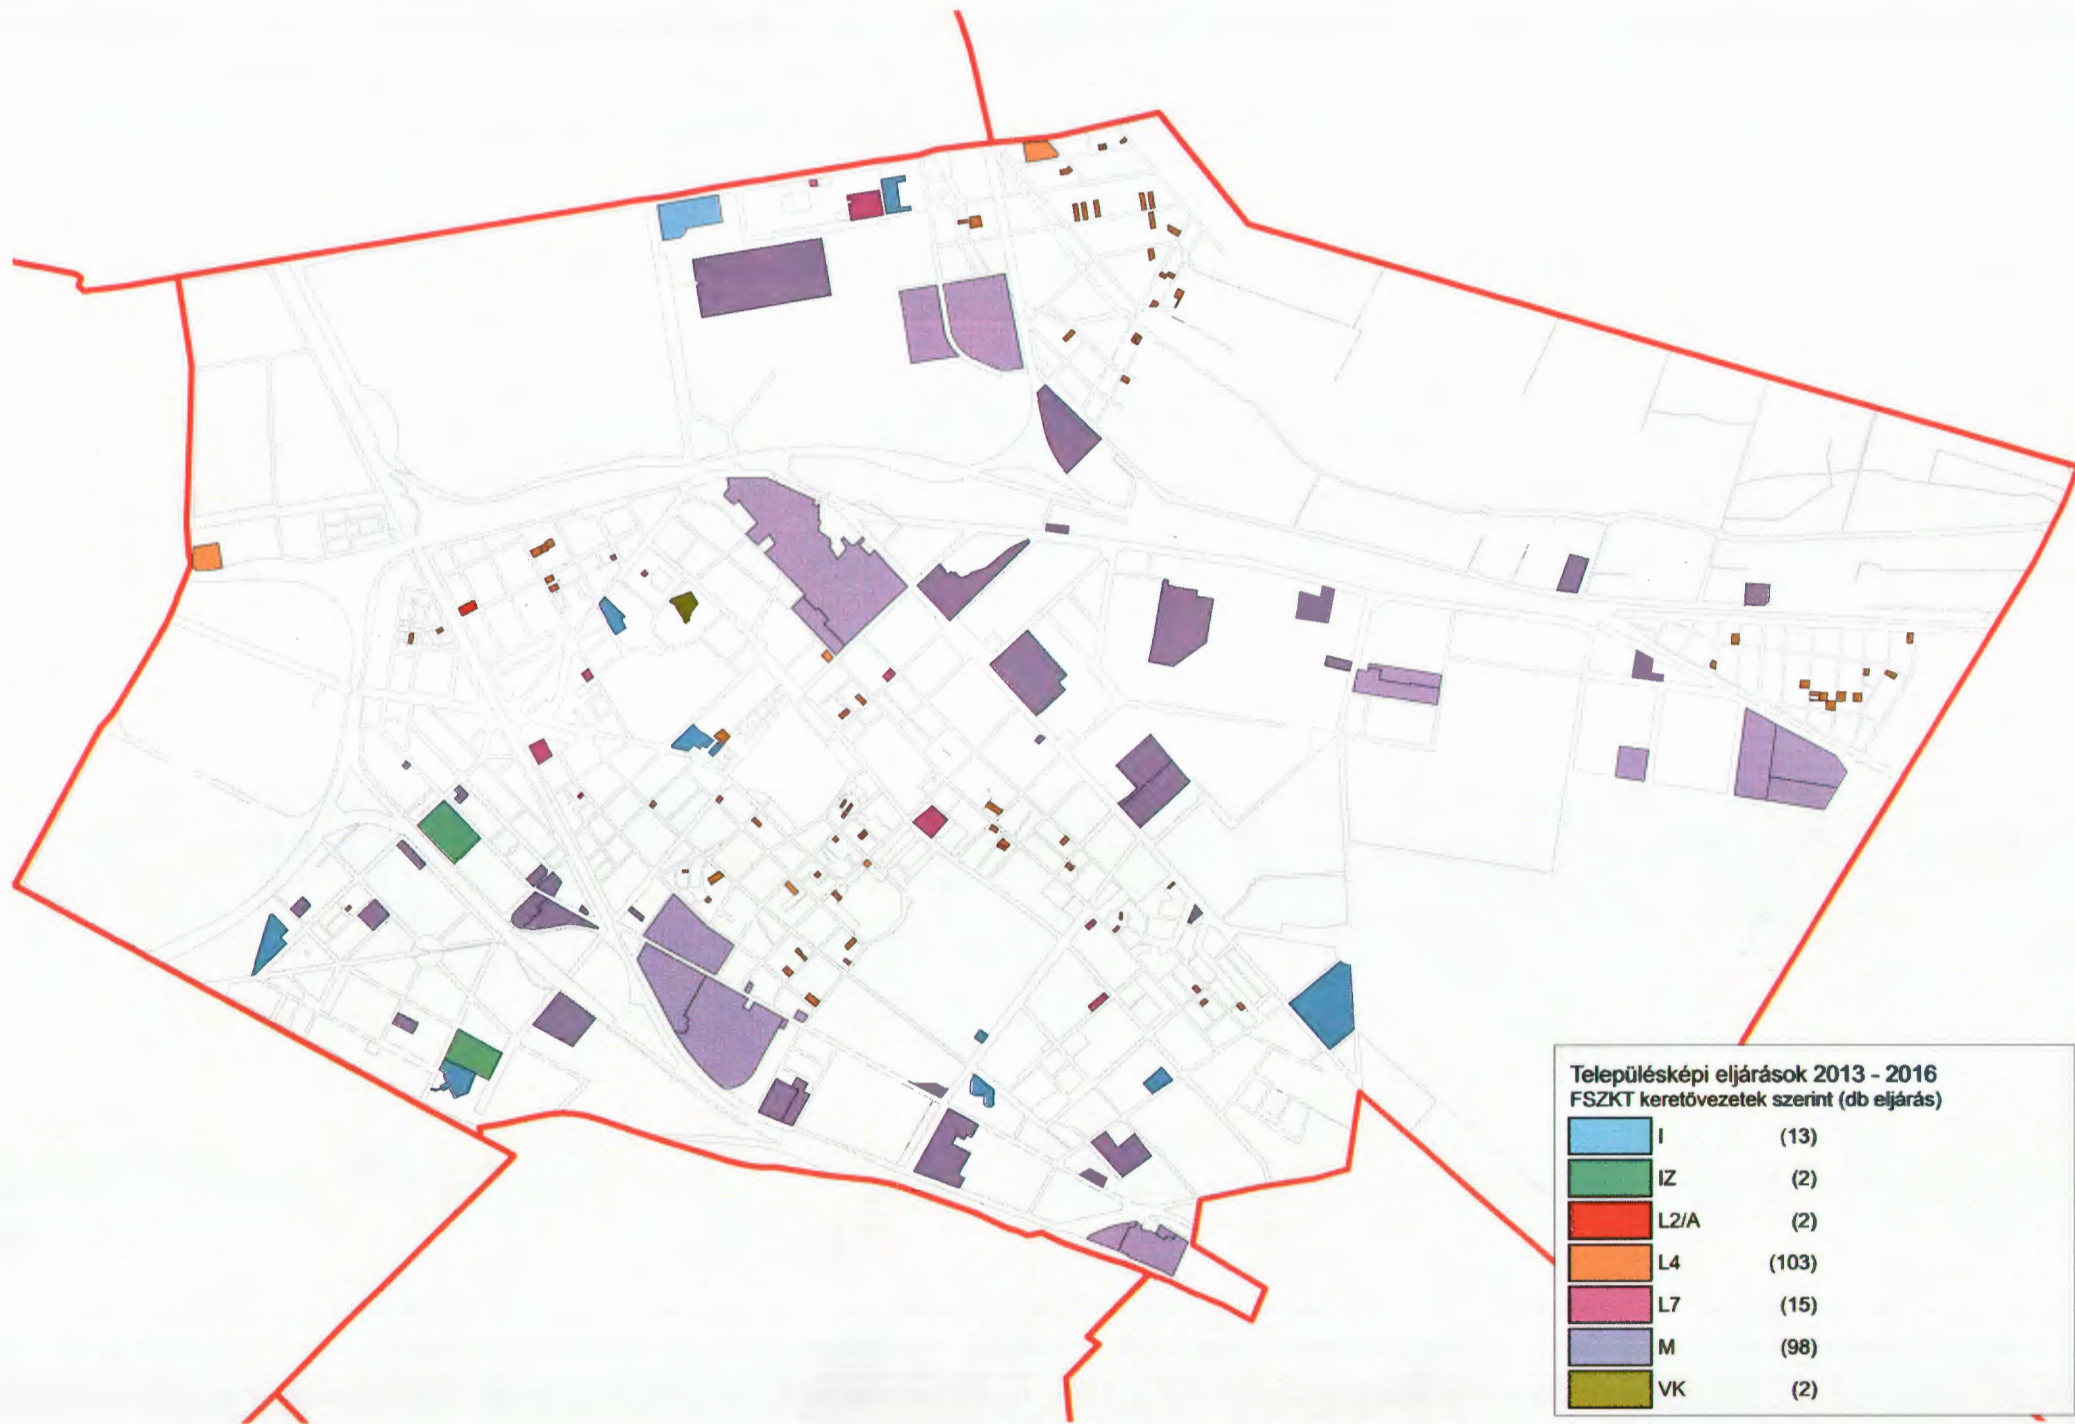 Településképi eljárások 2013 - 2016
FSZKT keretövezetek szerint (db eljárás)
I (13)
IZ (2)
L2/A (2)
L4 (103)
L7 (15)
M (98)
VK (2)